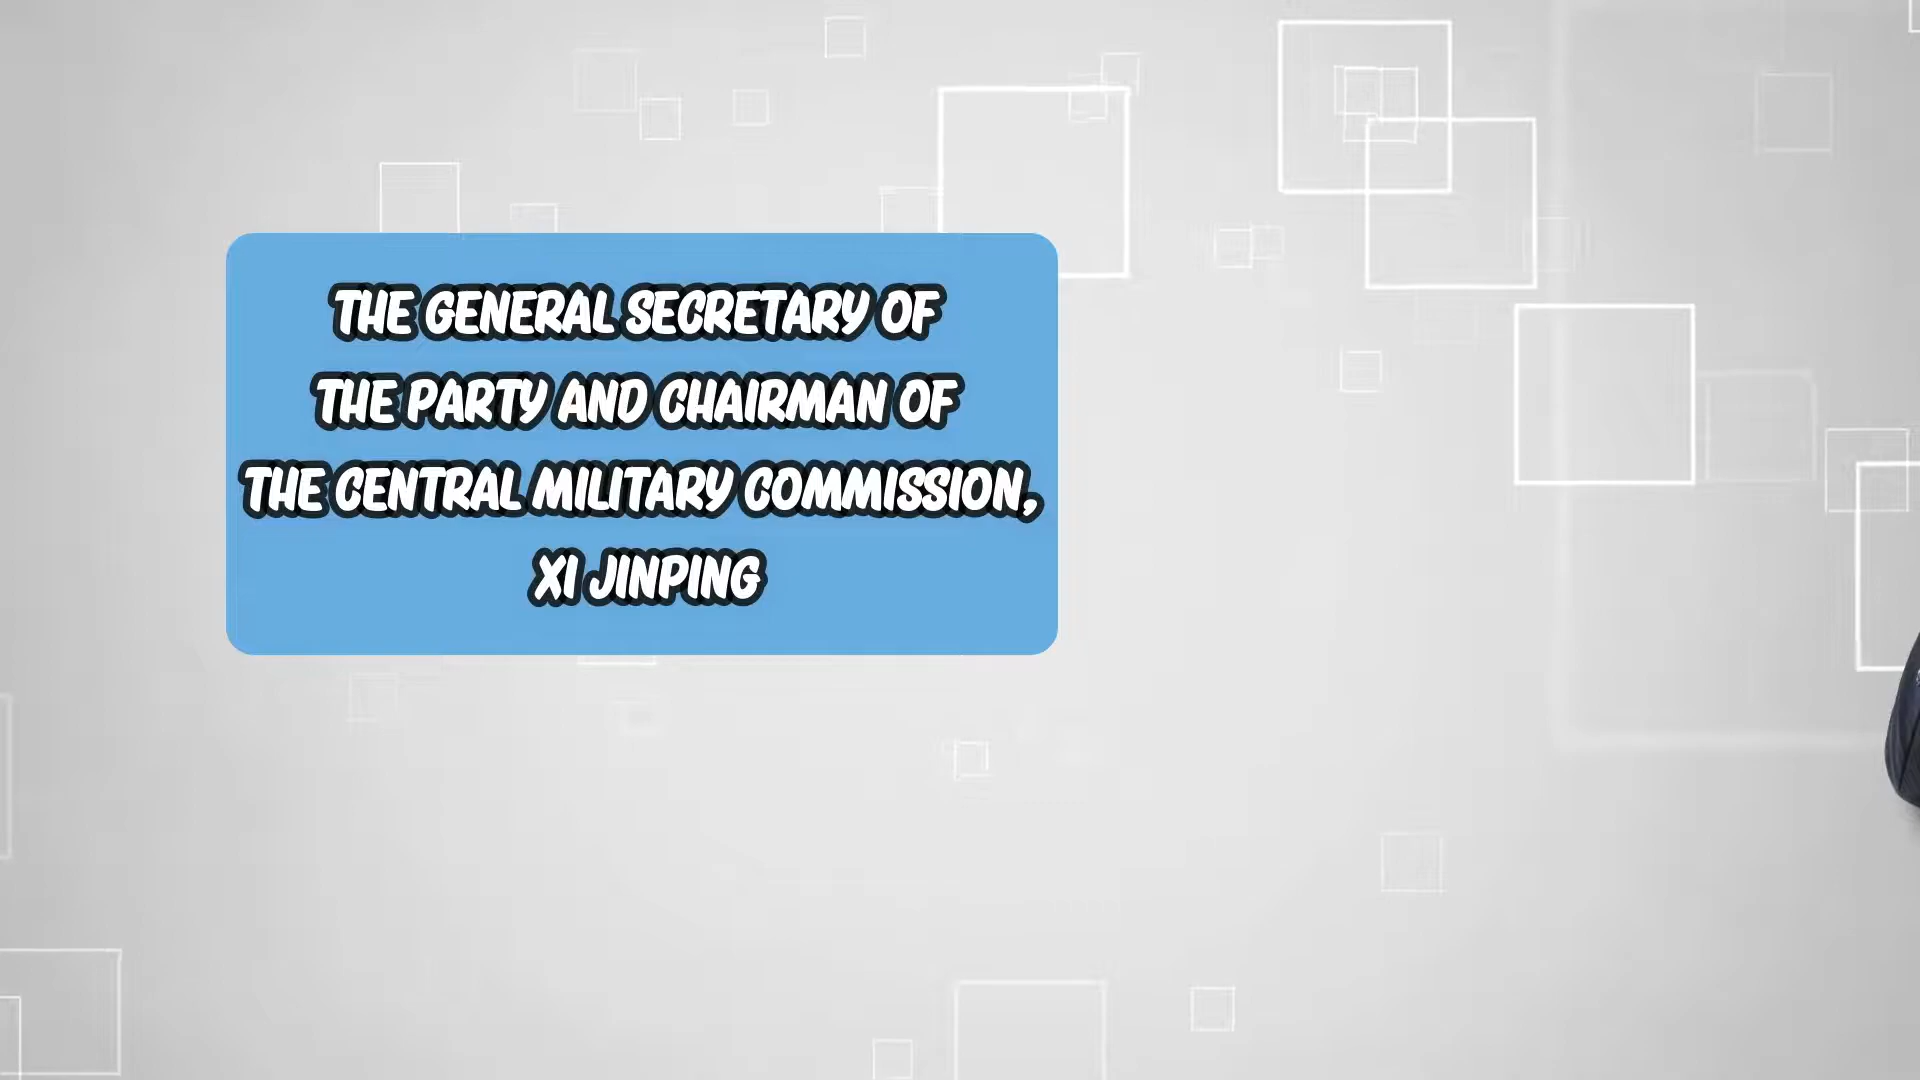 THE GENERAL SECRETARY OF
THE PARTY AND CHAIRMAN OF
THE CENTRAL MILITARY COMMISSION,
XI JINPING